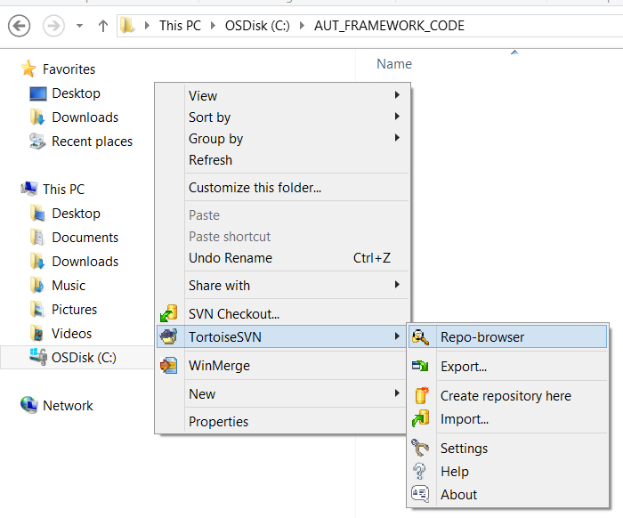 This PC ▸ OSDisk (C:) ▸ AUT_FRAMEWORK_CODE
Name
Favorites
Desktop
Downloads
Recent places
This PC
Desktop
Documents
Downloads
Music
Pictures
Videos
OSDisk (C:)
Network
View
Sort by
Group by
Refresh
Customize this folder...
Paste
Paste shortcut
Undo Rename Ctrl+Z
Share with
SVN Checkout...
TortoiseSVN
WinMerge
New
Properties
Repo-browser
Export...
Create repository here
Import...
Settings
Help
About